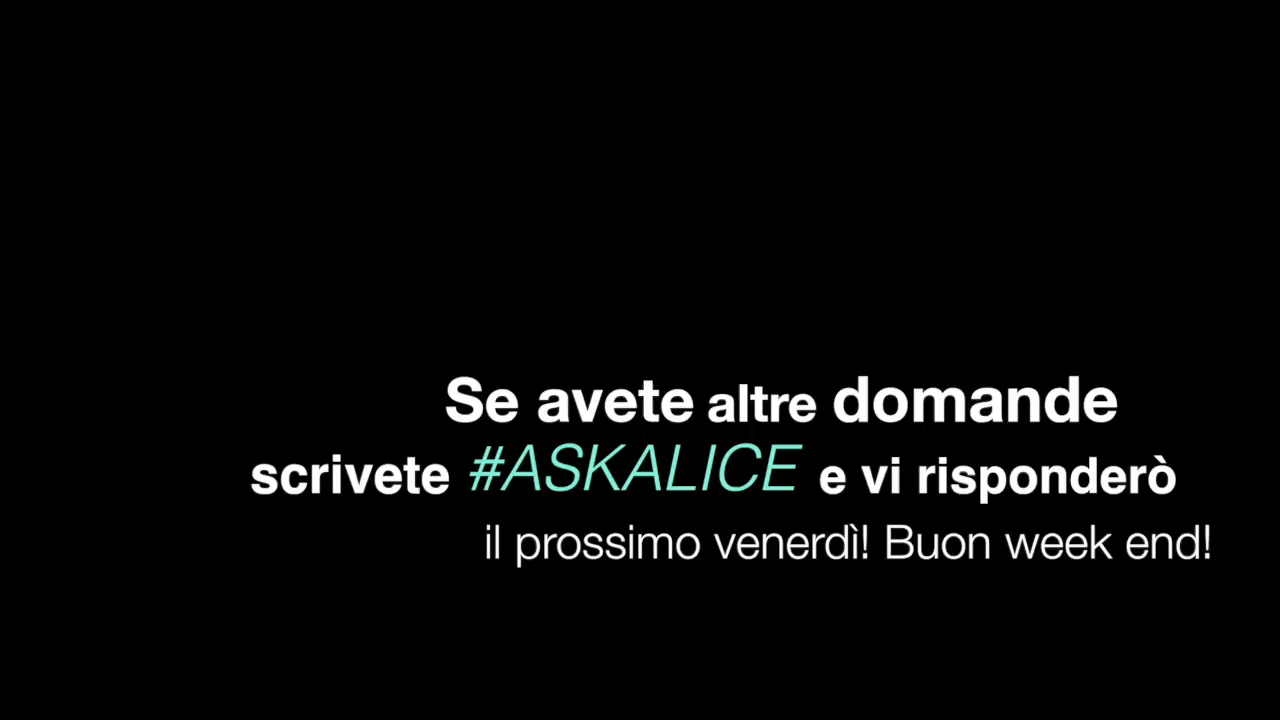 Se avete altre domande
scrivete #ASKALICE e vi risponderò
il prossimo venerdì! Buon week end!